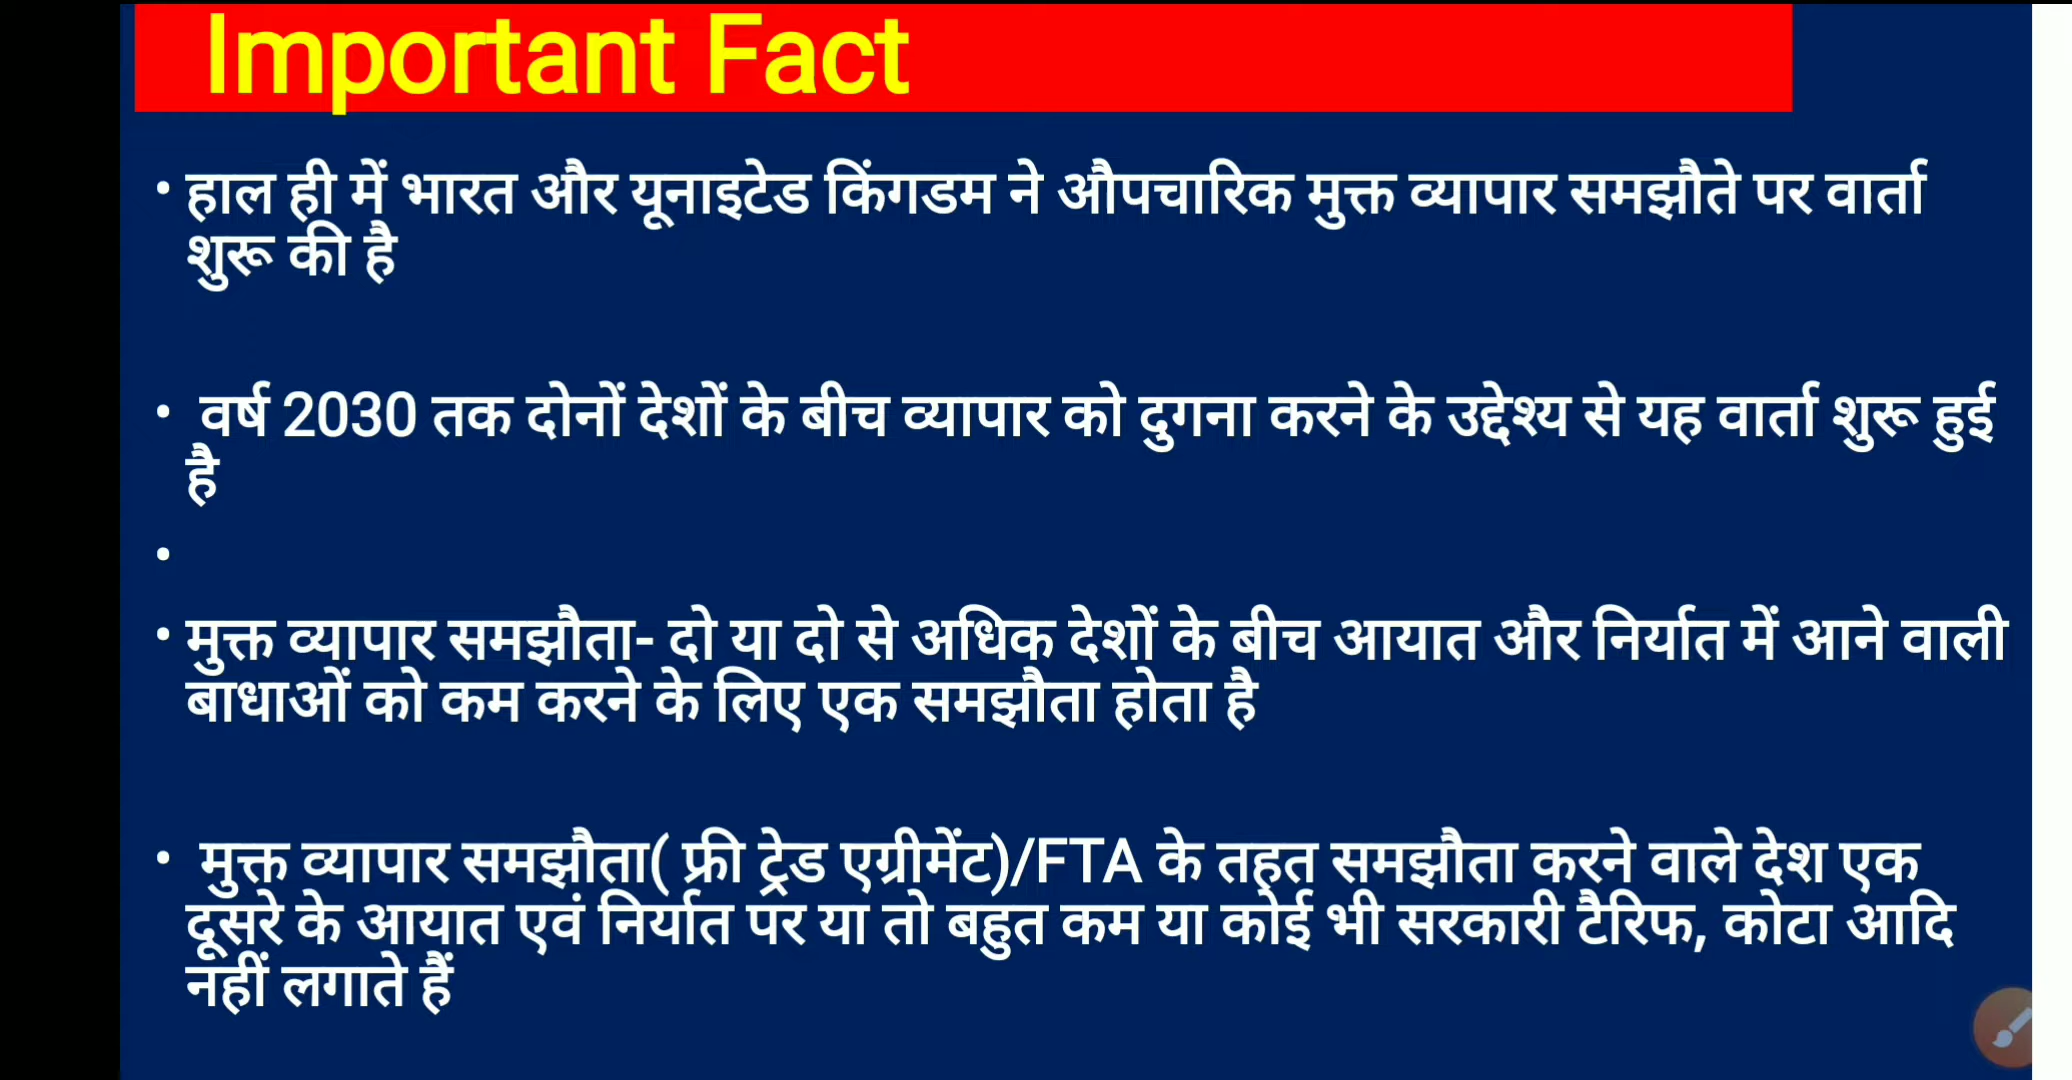 Important Fact
• हाल ही में भारत और यूनाइटेड किंगडम ने औपचारिक मुक्त व्यापार समझौते पर वार्ता
शुरू की है
• वर्ष 2030 तक दोनों देशों के बीच व्यापार को दुगना करने के उद्देश्य से यह वार्ता शुरू हुई
है
•
• मुक्त व्यापार समझौता- दो या दो से अधिक देशों के बीच आयात और निर्यात में आने वाली
बाधाओं को कम करने के लिए एक समझौता होता है
• मुक्त व्यापार समझौता( फ्री ट्रेड एग्रीमेंट)/FTA के तहत समझौता करने वाले देश एक
दूसरे के आयात एवं निर्यात पर या तो बहुत कम या कोई भी सरकारी टैरिफ, कोटा आदि
नहीं लगाते हैं